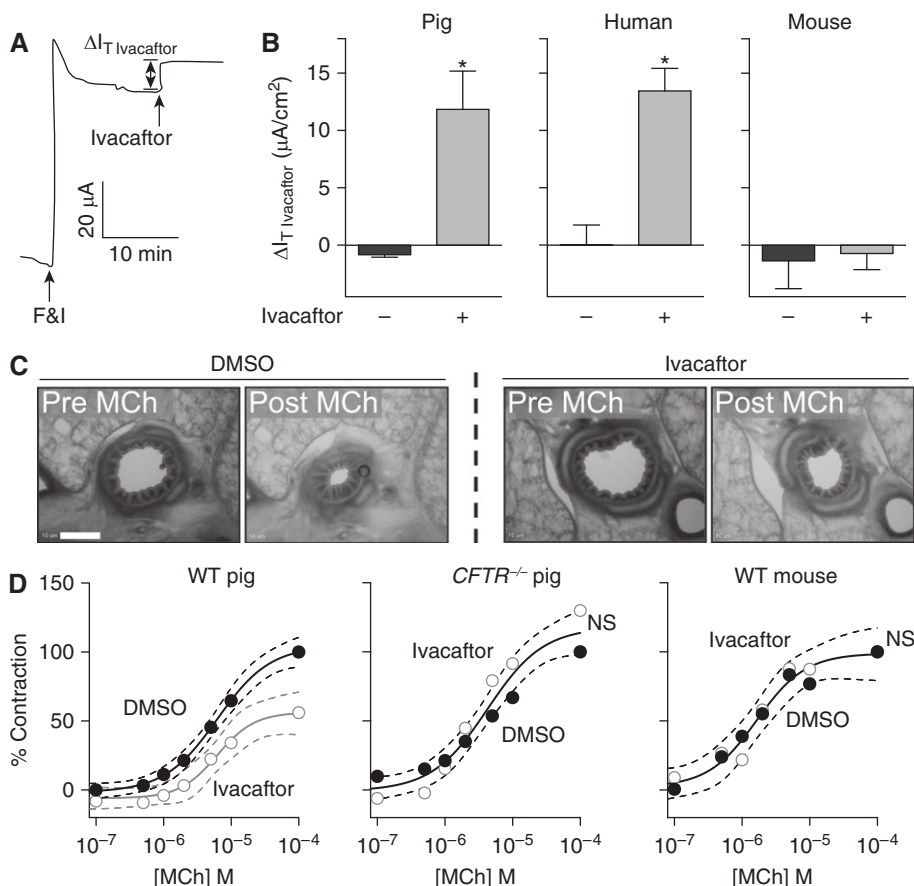 A
ΔI_T Ivacaftor
Ivacaftor
20 μA
10 min
F&I
B
Pig
Human
Mouse
ΔI_T Ivacaftor (μA/cm²)
15
10
5
0
*
*
Ivacaftor
− + − + − +
C
DMSO
Ivacaftor
Pre MCh
Post MCh
Pre MCh
Post MCh
D
WT pig
CFTR⁻/⁻ pig
WT mouse
% Contraction
150
100
50
0
DMSO
Ivacaftor
Ivacaftor
NS
DMSO
Ivacaftor
NS
DMSO
10⁻⁷ 10⁻⁶ 10⁻⁵ 10⁻⁴
10⁻⁷ 10⁻⁶ 10⁻⁵ 10⁻⁴
10⁻⁷ 10⁻⁶ 10⁻⁵ 10⁻⁴
[MCh] M
[MCh] M
[MCh] M